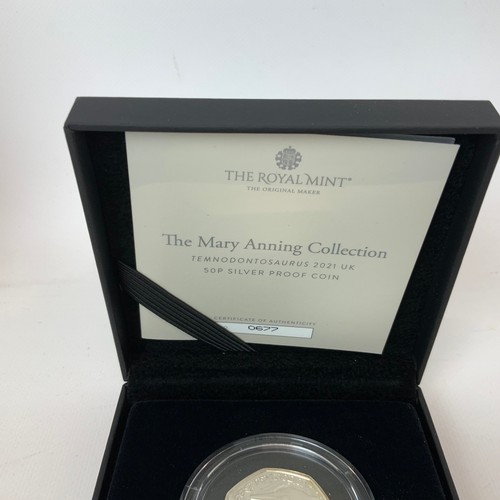 THE ROYAL MINT®
THE ORIGINAL MAKER
The Mary Anning Collection
TEMNODONTOSAURUS 2021 UK
50P SILVER PROOF COIN
CERTIFICATE OF AUTHENTICITY
0677